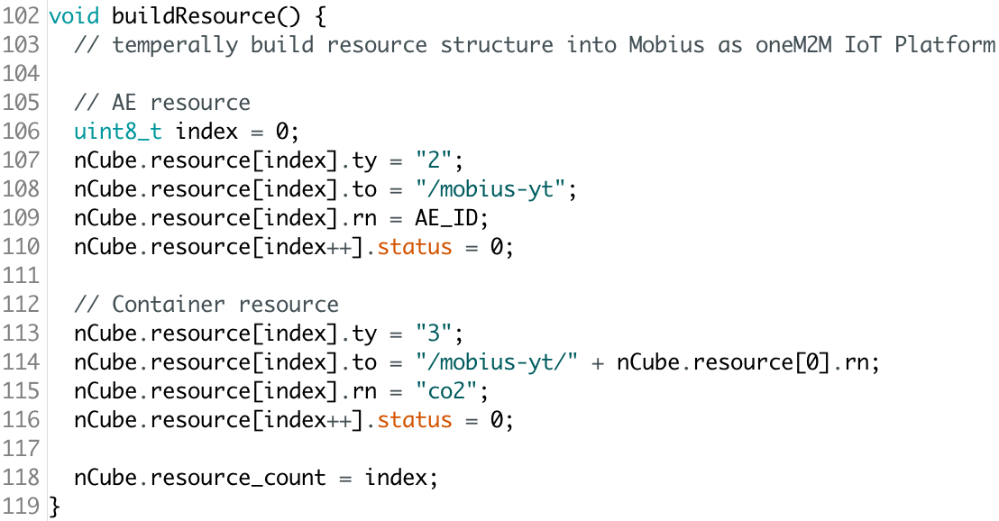 102 void buildResource() {
103   // temperally build resource structure into Mobius as oneM2M IoT Platform
104
105   // AE resource
106   uint8_t index = 0;
107   nCube.resource[index].ty = "2";
108   nCube.resource[index].to = "/mobius-yt";
109   nCube.resource[index].rn = AE_ID;
110   nCube.resource[index++].status = 0;
111
112   // Container resource
113   nCube.resource[index].ty = "3";
114   nCube.resource[index].to = "/mobius-yt/" + nCube.resource[0].rn;
115   nCube.resource[index].rn = "co2";
116   nCube.resource[index++].status = 0;
117
118   nCube.resource_count = index;
119 }